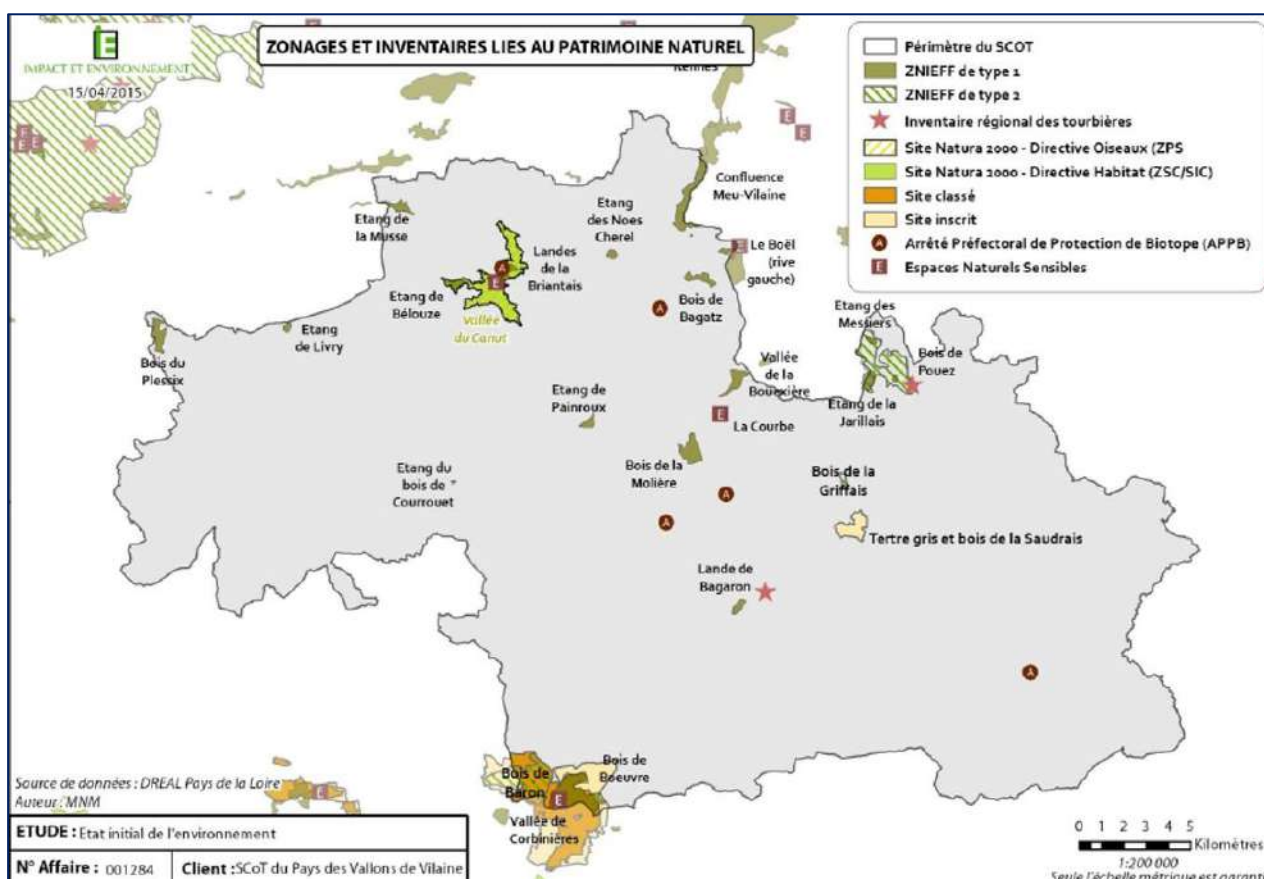 ZONAGES ET INVENTAIRES LIES AU PATRIMOINE NATUREL
IMPACT ET ENVIRONNEMENT
15/04/2015
Rennes
Périmètre du SCOT
ZNIEFF de type 1
ZNIEFF de type 2
Inventaire régional des tourbières
Site Natura 2000 - Directive Oiseaux (ZPS
Site Natura 2000 - Directive Habitat (ZSC/SIC)
Site classé
Site inscrit
A Arrêté Préfectoral de Protection de Biotope (APPB)
E Espaces Naturels Sensibles
Confluence
Meu-Vilaine
Etang de
la Musse
Etang
des Noes
Cherel
Landes
de la
Briantais
Le Boël
(rive
gauche)
Etang de
Bélouze
Vallée
du Canut
Bois de
Bagatz
Etang des
Messiers
Bois de
Pouez
Etang
de Livry
Bois du
Plessix
Vallée
de la
Bouexière
Etang de
Painroux
La Courbe
Etang de la
Jarillais
Etang du
bois de
Courrouet
Bois de la
Molière
Bois de la
Griffais
Tertre gris et bois de la Saudrais
Lande de
Bagaron
Bois de
Baron
Bois de
Boeuvre
Vallée de
Corbinières
Source de données : DREAL Pays de la Loire
Auteur : MNM
ETUDE : Etat initial de l'environnement
N° Affaire : 001284
Client :SCoT du Pays des Vallons de Vilaine
0 1 2 3 4 5
Kilomètres
1:200 000
Seule l'échelle métrique est garantie